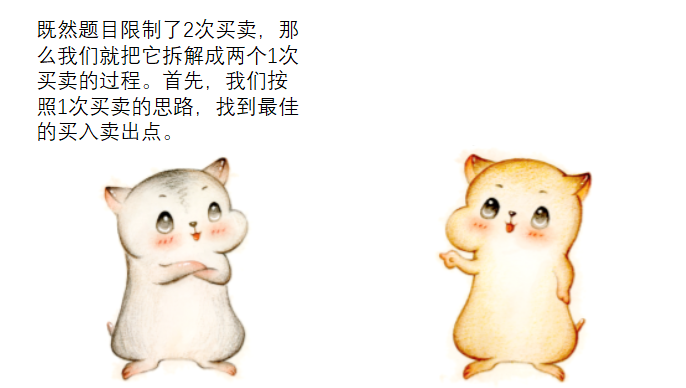 既然题目限制了2次买卖，那
么我们就把它拆解成两个1次
买卖的过程。首先，我们按
照1次买卖的思路，找到最佳
的买入卖出点。